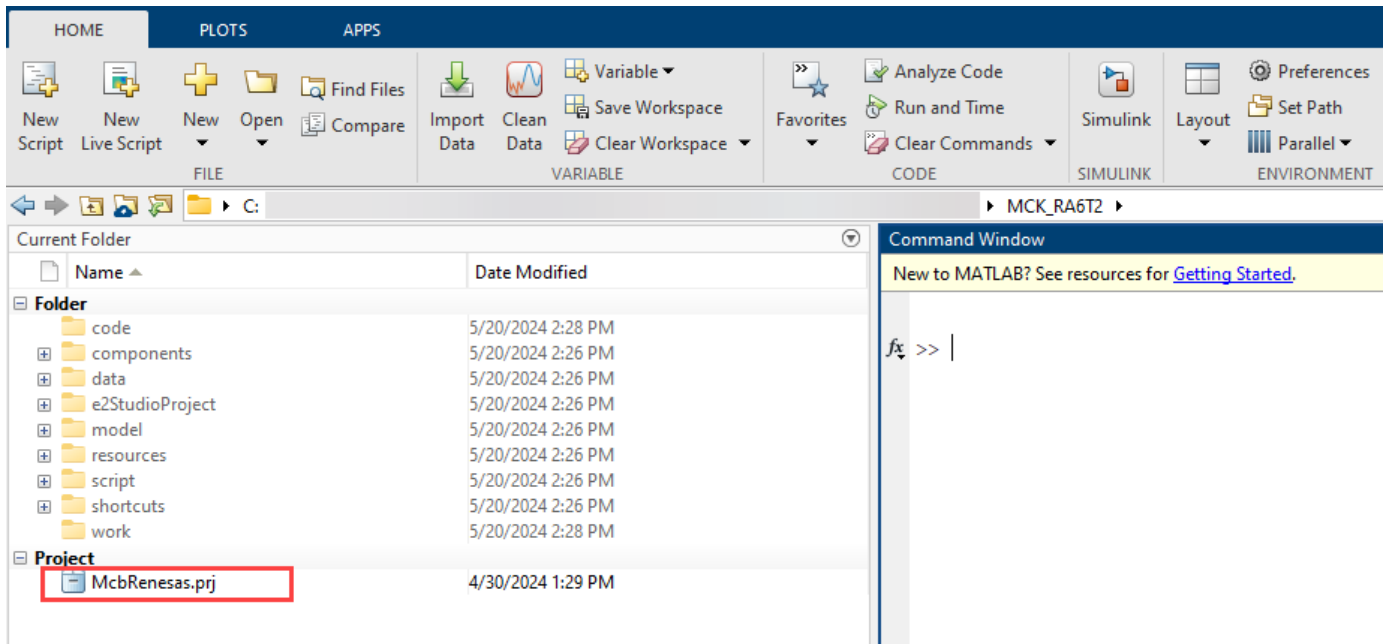 HOME PLOTS APPS
New Script
New Live Script
New
Open
Find Files
Compare
FILE
Import Data
Clean Data
Variable
Save Workspace
Clear Workspace
VARIABLE
Favorites
Analyze Code
Run and Time
Clear Commands
CODE
Simulink
SIMULINK
Layout
Preferences
Set Path
Parallel
ENVIRONMENT
C: MCK_RA6T2
Current Folder
Name Date Modified
Folder
code 5/20/2024 2:28 PM
components 5/20/2024 2:26 PM
data 5/20/2024 2:26 PM
e2StudioProject 5/20/2024 2:26 PM
model 5/20/2024 2:26 PM
resources 5/20/2024 2:26 PM
script 5/20/2024 2:26 PM
shortcuts 5/20/2024 2:26 PM
work 5/20/2024 2:28 PM
Project
McbRenesas.prj 4/30/2024 1:29 PM
Command Window
New to MATLAB? See resources for Getting Started.
fx >>